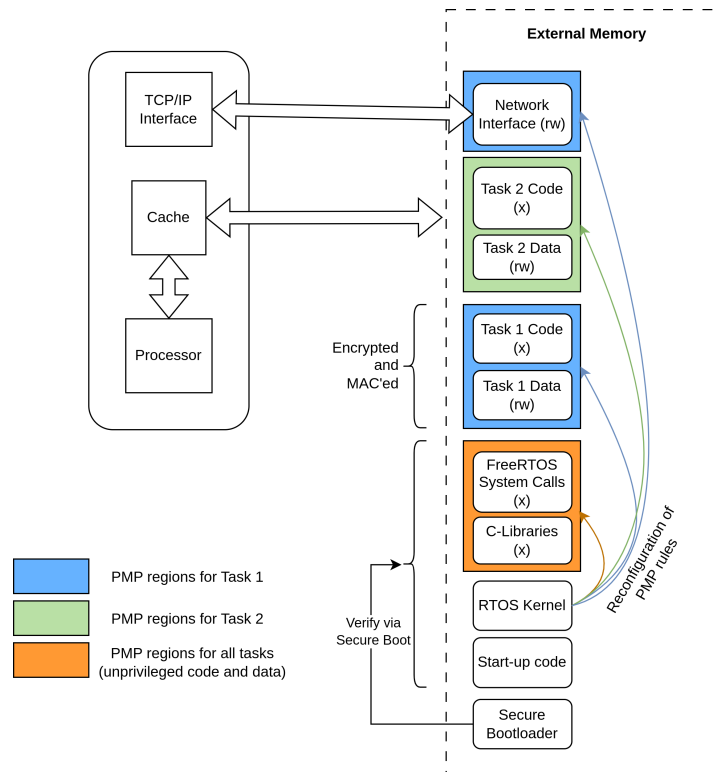 External Memory
TCP/IP
Interface
Network
Interface (rw)
Cache
Task 2 Code
(x)
Task 2 Data
(rw)
Processor
Encrypted
and
MAC'ed
Task 1 Code
(x)
Task 1 Data
(rw)
FreeRTOS
System Calls
(x)
C-Libraries
(x)
RTOS Kernel
Reconfiguration of
PMP rules
Verify via
Secure Boot
Start-up code
Secure
Bootloader
PMP regions for Task 1
PMP regions for Task 2
PMP regions for all tasks
(unprivileged code and data)